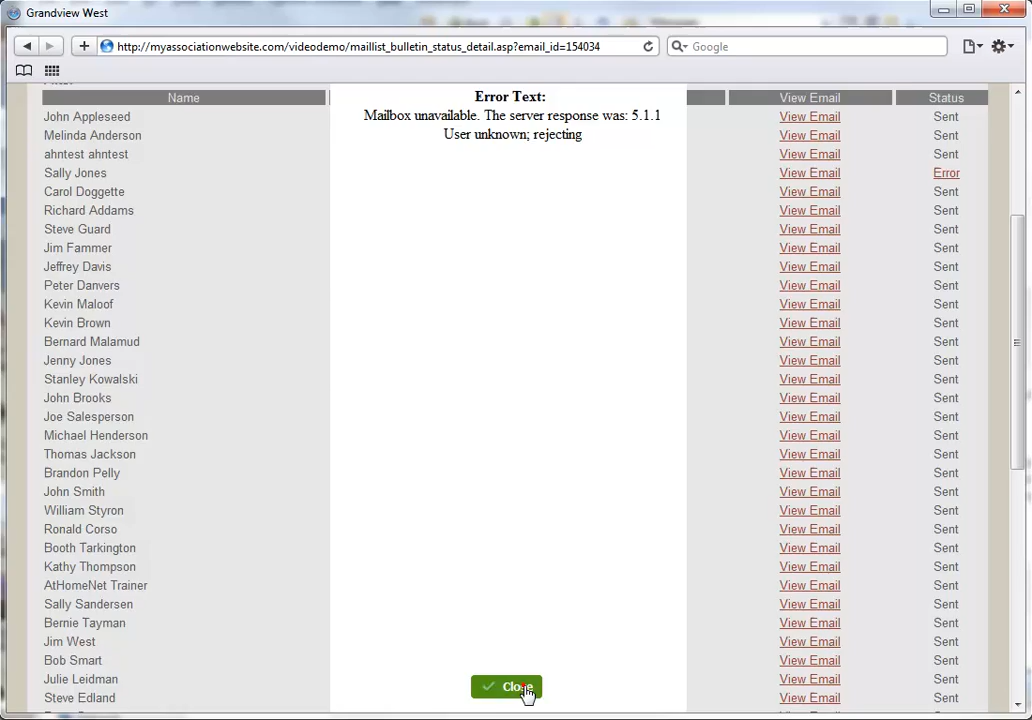 Grandview West
http://myassociationwebsite.com/videodemo/maillist_bulletin_status_detail.asp?email_id=154034
Google
Error Text:
Mailbox unavailable. The server response was: 5.1.1
User unknown; rejecting
Name View Email Status
John Appleseed View Email Sent
Melinda Anderson View Email Sent
ahntest ahntest View Email Sent
Sally Jones View Email Error
Carol Doggette View Email Sent
Richard Addams View Email Sent
Steve Guard View Email Sent
Jim Fammer View Email Sent
Jeffrey Davis View Email Sent
Peter Danvers View Email Sent
Kevin Maloof View Email Sent
Kevin Brown View Email Sent
Bernard Malamud View Email Sent
Jenny Jones View Email Sent
Stanley Kowalski View Email Sent
John Brooks View Email Sent
Joe Salesperson View Email Sent
Michael Henderson View Email Sent
Thomas Jackson View Email Sent
Brandon Pelly View Email Sent
John Smith View Email Sent
William Styron View Email Sent
Ronald Corso View Email Sent
Booth Tarkington View Email Sent
Kathy Thompson View Email Sent
AtHomeNet Trainer View Email Sent
Sally Sandersen View Email Sent
Bernie Tayman View Email Sent
Jim West View Email Sent
Bob Smart View Email Sent
Julie Leidman View Email Sent
Steve Edland View Email Sent
Close